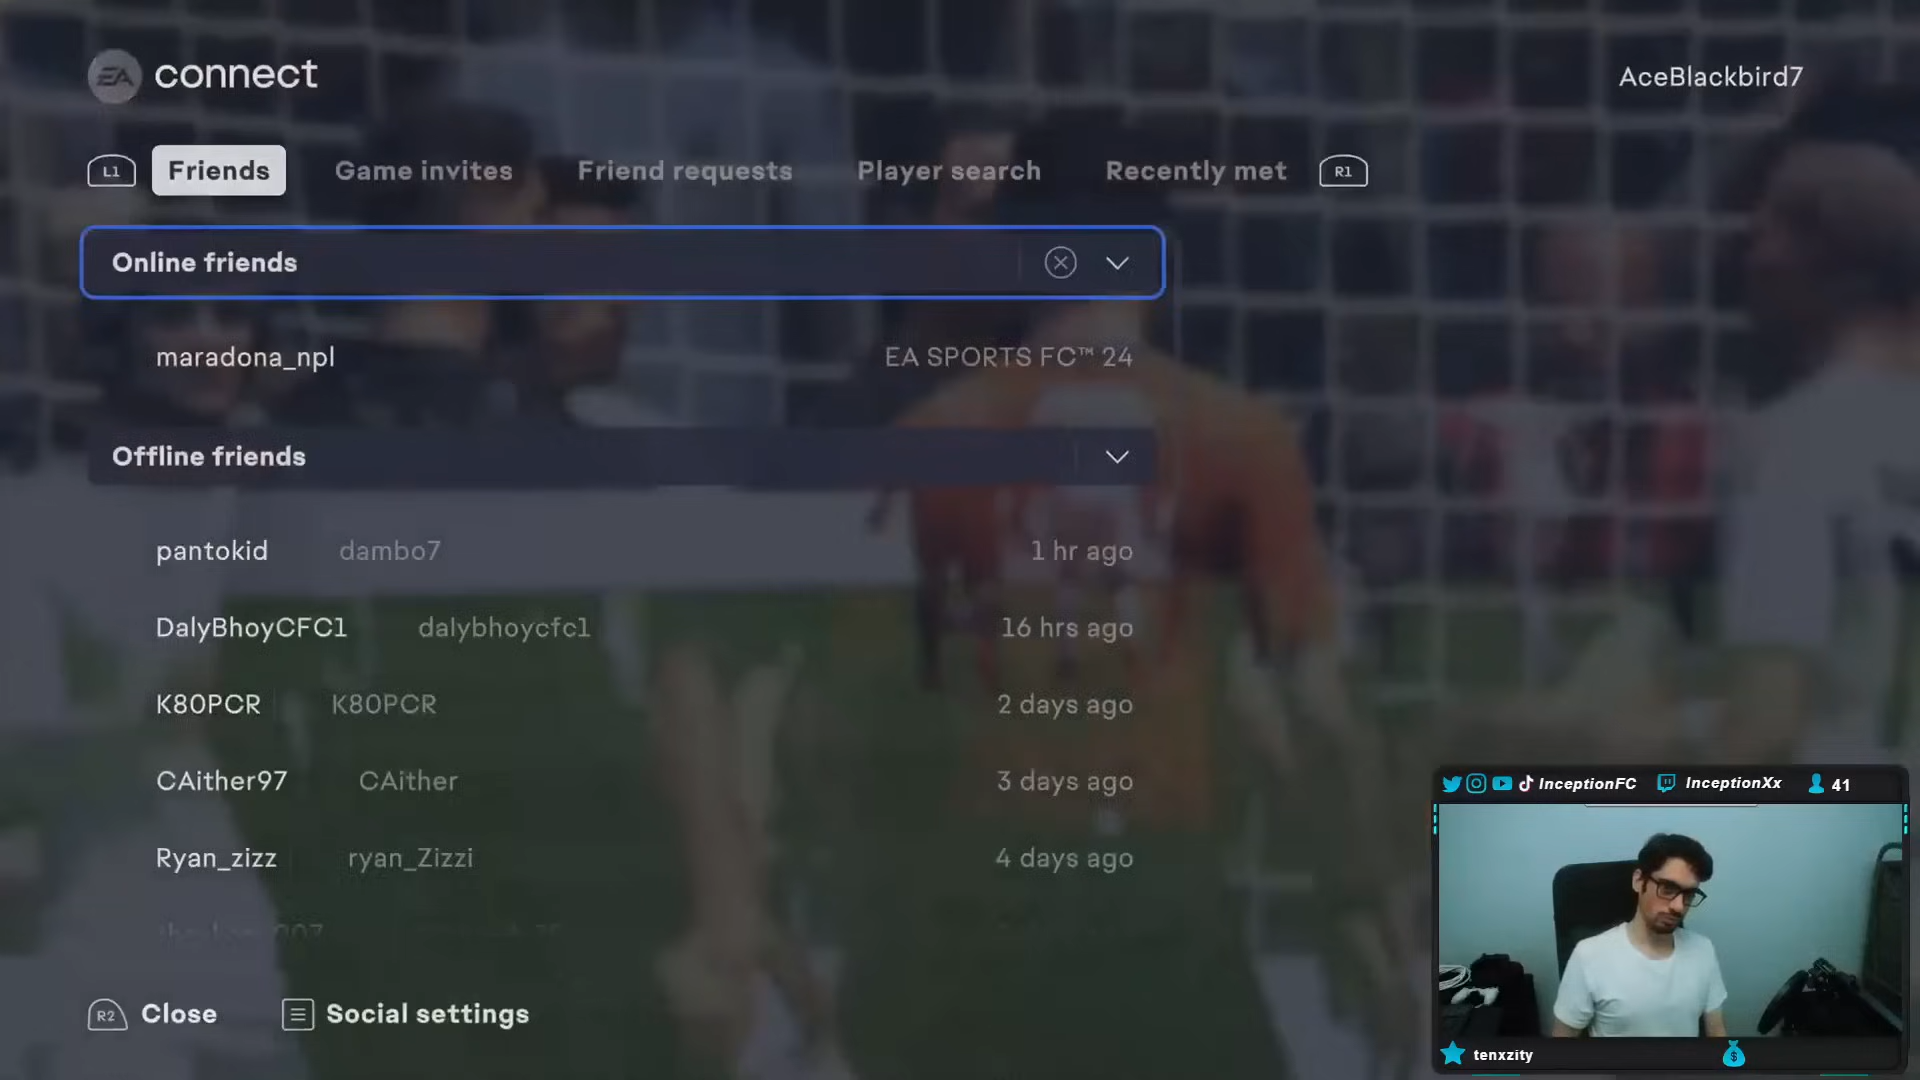 EA connect
AceBlackbird7
L1 Friends Game invites Friend requests Player search Recently met R1
Online friends
maradona_npl EA SPORTS FC™ 24
Offline friends
pantokid dambo7 1 hr ago
DalyBhoyCFC1 dalybhoycfc1 16 hrs ago
K80PCR K80PCR 2 days ago
CAither97 CAither 3 days ago
Ryan_zizz ryan_Zizzi 4 days ago
R2 Close Social settings
InceptionFC InceptionXx 41
tenxzity